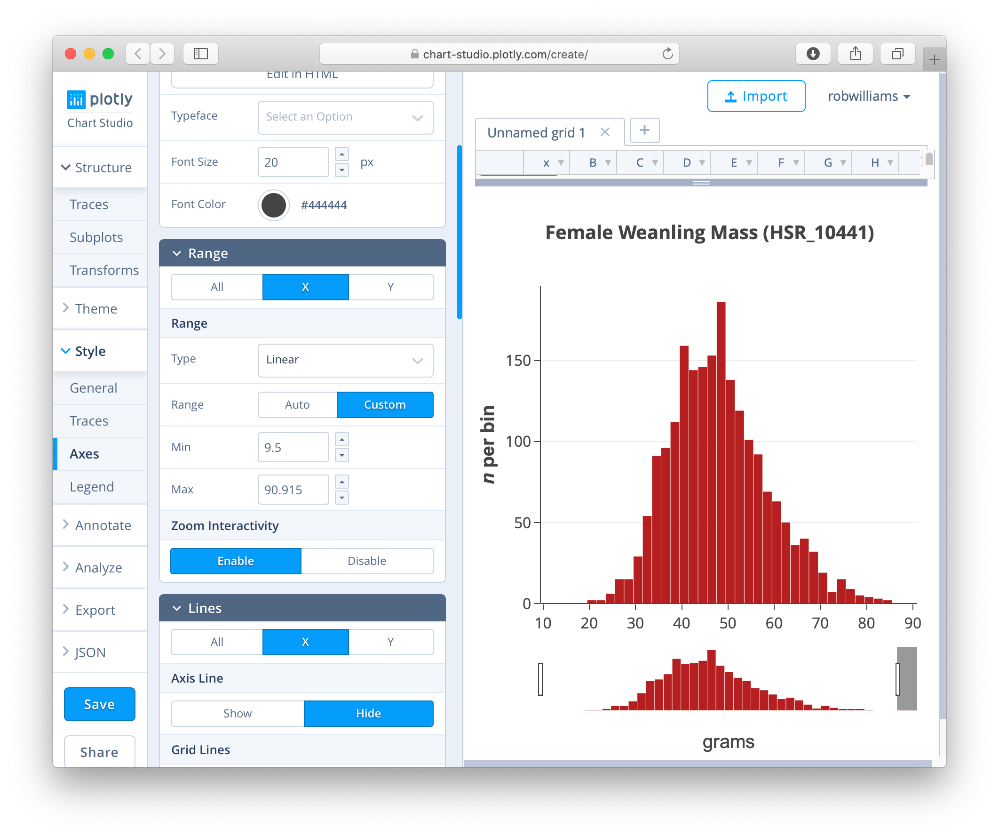 chart-studio.plotly.com/create/
plotly
Chart Studio
Structure
Traces
Subplots
Transforms
Theme
Style
General
Traces
Axes
Legend
Annotate
Analyze
Export
JSON
Save
Share
Edit in HTML
Typeface
Select an Option
Font Size
20
px
Font Color
#444444
Range
All
X
Y
Range
Type
Linear
Range
Auto
Custom
Min
9.5
Max
90.915
Zoom Interactivity
Enable
Disable
Lines
All
X
Y
Axis Line
Show
Hide
Grid Lines
Import
robwilliams
Unnamed grid 1
x B C D E F G H
Female Weanling Mass (HSR_10441)
n per bin
150
100
50
0
10 20 30 40 50 60 70 80 90
grams